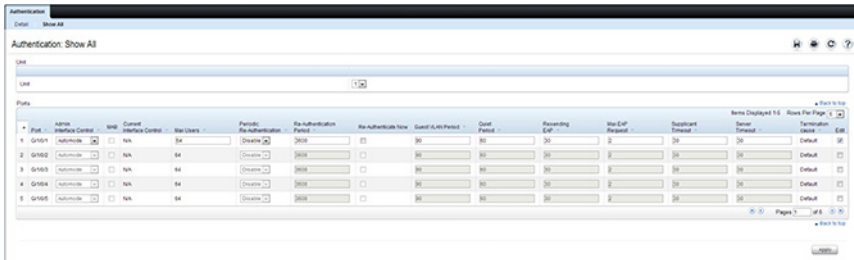 Authentication
Detail Show All
Authentication: Show All
Unit
Unit 1
Ports
Back to top
Items Displayed 1-5 Rows Per Page 5
Port Admin Interface Control MAB Current Interface Control Max Users Periodic Re-Authentication Re-Authentication Period Re-Authenticate Now Guest VLAN Period Quiet Period Resending EAP Max EAP Request Supplicant Timeout Server Timeout Termination cause Edit
1 Gi1/0/1 Automode N/A 64 Disable 3600 90 60 30 2 30 30 Default
2 Gi1/0/2 Automode N/A 64 Disable 3600 90 60 30 2 30 30 Default
3 Gi1/0/3 Automode N/A 64 Disable 3600 90 60 30 2 30 30 Default
4 Gi1/0/4 Automode N/A 64 Disable 3600 90 60 30 2 30 30 Default
5 Gi1/0/5 Automode N/A 64 Disable 3600 90 60 30 2 30 30 Default
Pages 1 of
Back to top
Apply